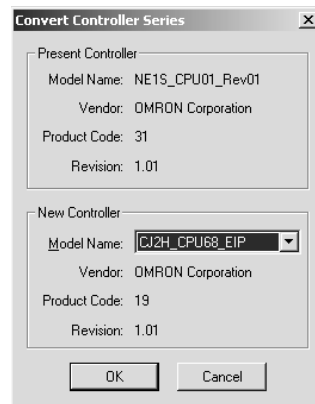 Convert Controller Series
Present Controller
Model Name: NE1S_CPU01_Rev01
Vendor: OMRON Corporation
Product Code: 31
Revision: 1.01
New Controller
Model Name: CJ2H_CPU68_EIP
Vendor: OMRON Corporation
Product Code: 19
Revision: 1.01
OK Cancel